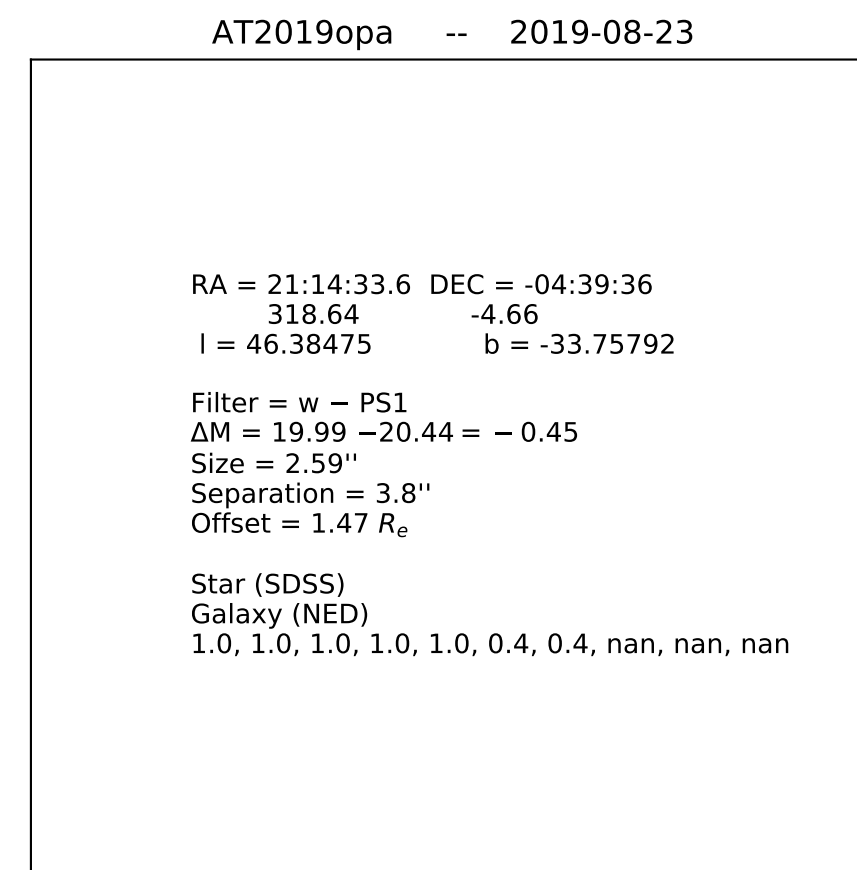 AT2019opa -- 2019-08-23
RA = 21:14:33.6 DEC = -04:39:36
318.64 -4.66
l = 46.38475 b = -33.75792
Filter = w − PS1
ΔM = 19.99 −20.44 = − 0.45
Size = 2.59''
Separation = 3.8''
Offset = 1.47 Rₑ
Star (SDSS)
Galaxy (NED)
1.0, 1.0, 1.0, 1.0, 1.0, 0.4, 0.4, nan, nan, nan